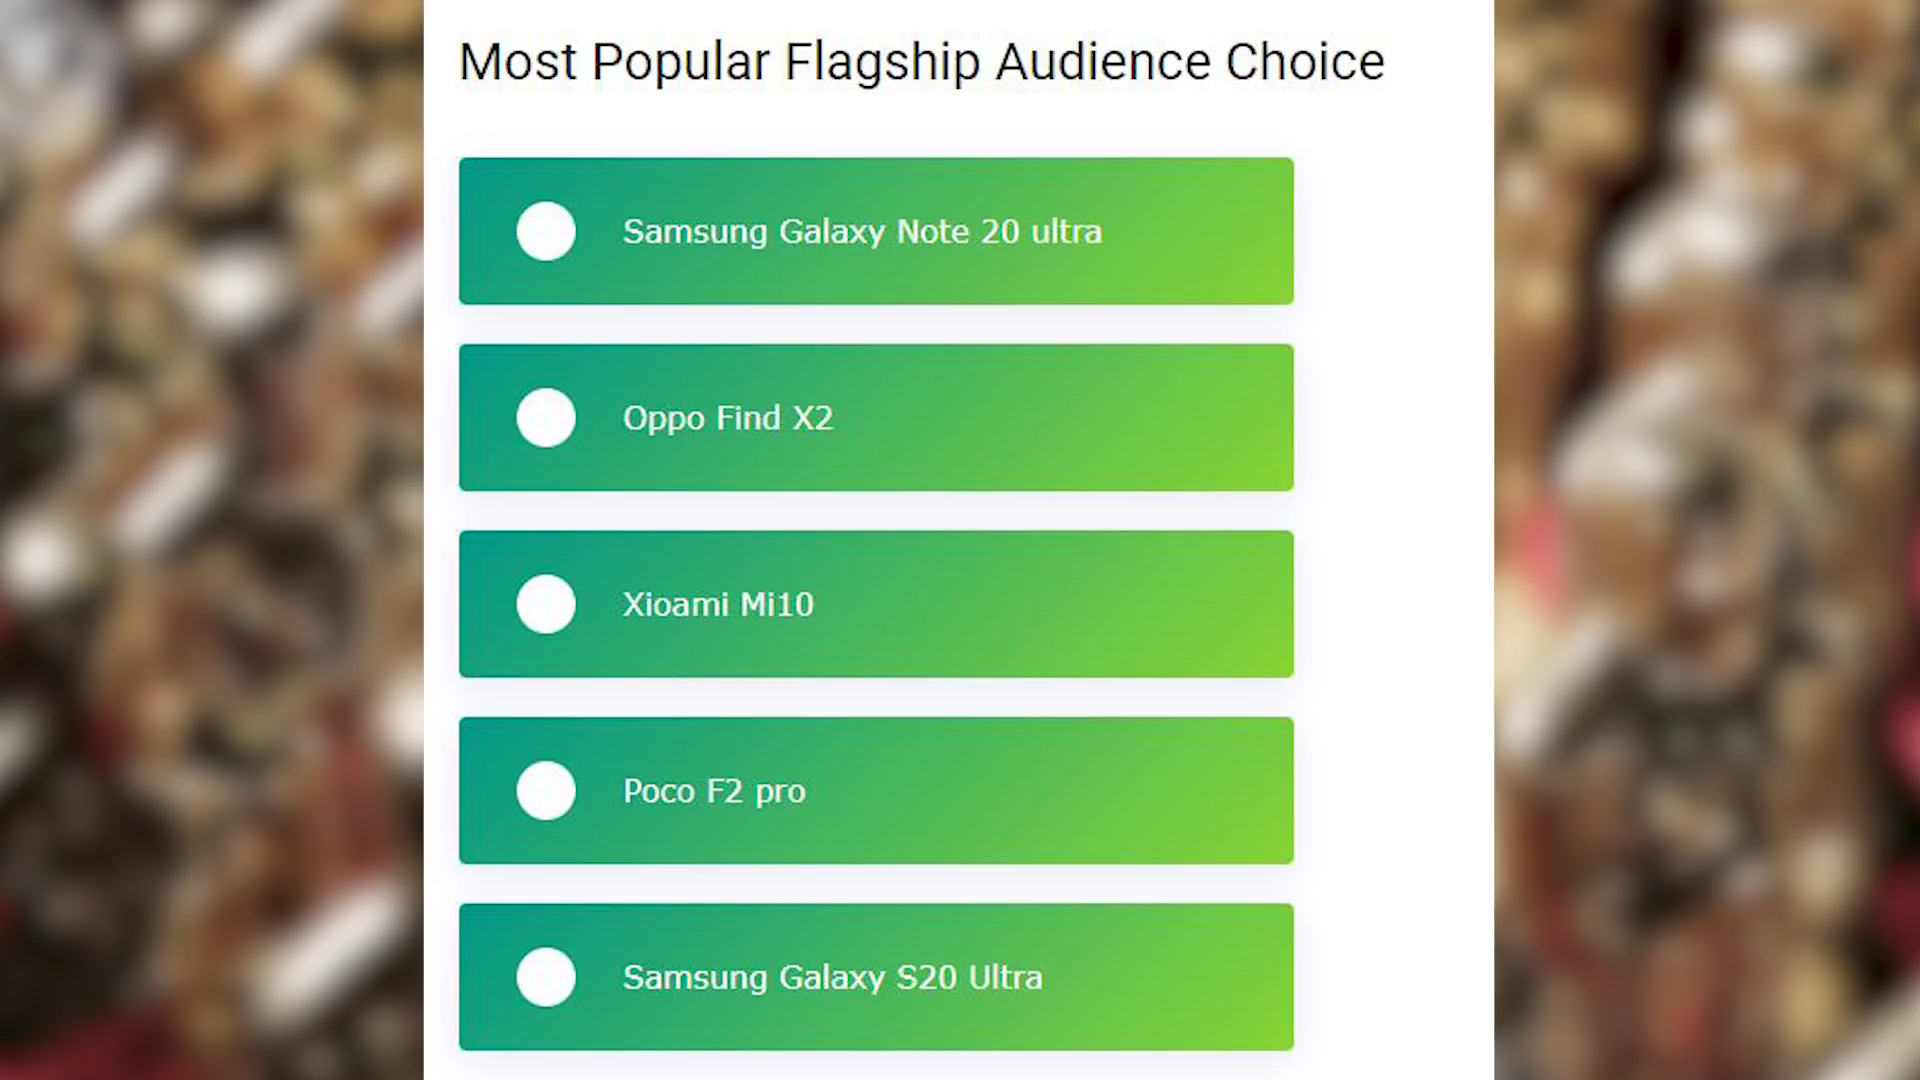 Most Popular Flagship Audience Choice
Samsung Galaxy Note 20 ultra
Oppo Find X2
Xioami Mi10
Poco F2 pro
Samsung Galaxy S20 Ultra